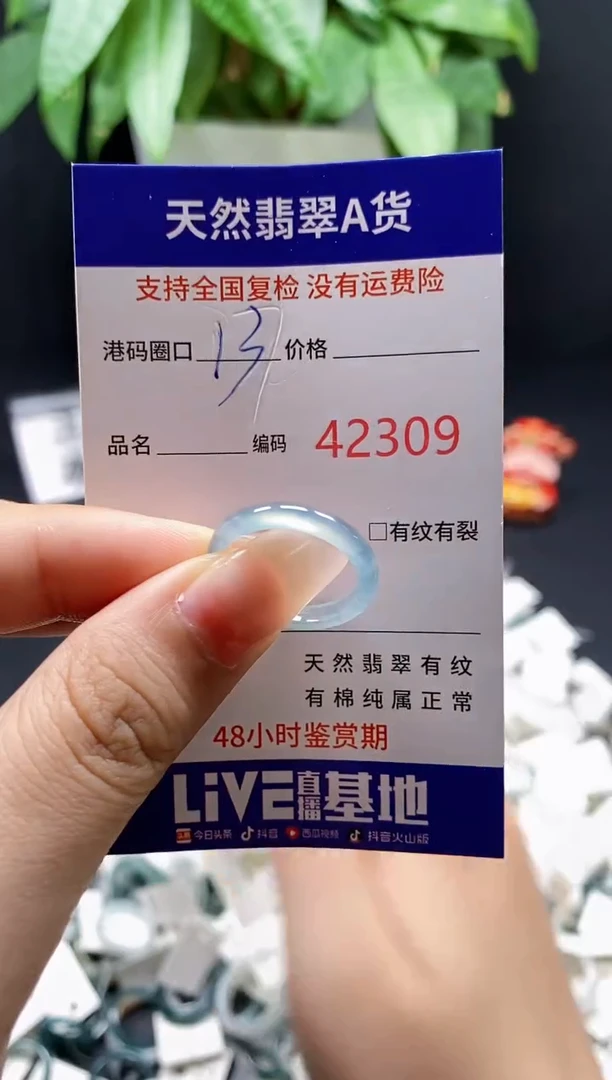 天然翡翠A货
支持全国复检 没有运费险
港码圈口 13 价格
品名 编码 42309
□有纹有裂
天然翡翠有纹
有棉纯属正常
48小时鉴赏期
LiVE直播基地
今日头条 抖音 西瓜视频 抖音火山版